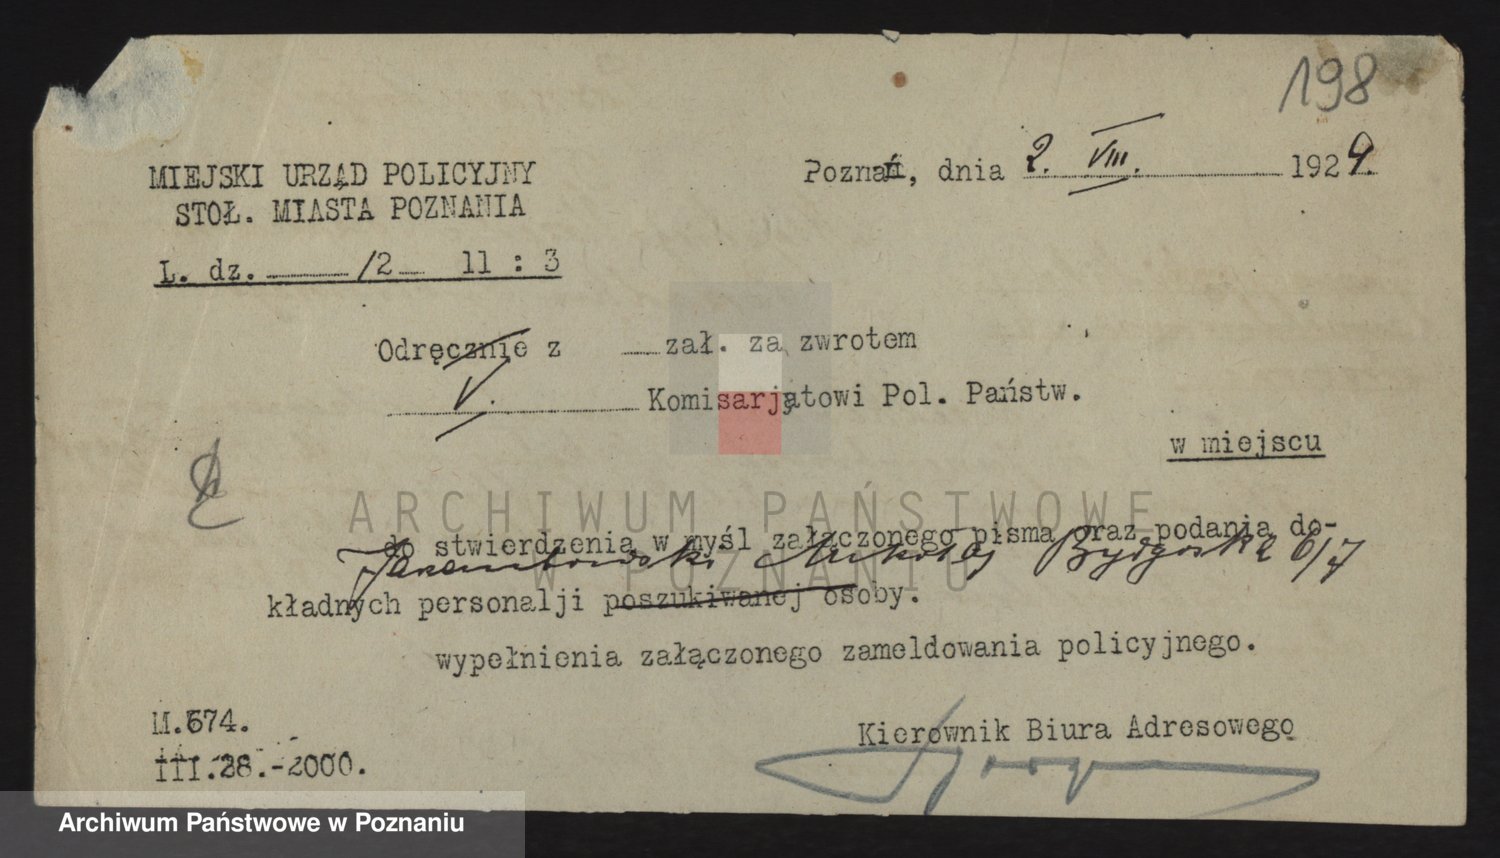 198
MIEJSKI URZĄD POLICYJNY
STOŁ. MIASTA POZNANIA
Poznań, dnia 2. VIII. 1929.
L. dz. /2 11 : 3
Odręcznie z zał. za zwrotem
V. Komisarjatowi Pol. Państw.
w miejscu
ARCHIWUM PAŃSTWOWE
W POZNANIU
do stwierdzenia w myśl załączonego pisma oraz podania do-
Mikołaj Bydgoska 6/7
kładnych personalji poszukiwanej osoby.
wypełnienia załączonego zameldowania policyjnego.
M.674.
III.28.-2000.
Kierownik Biura Adresowego
Archiwum Państwowe w Poznaniu